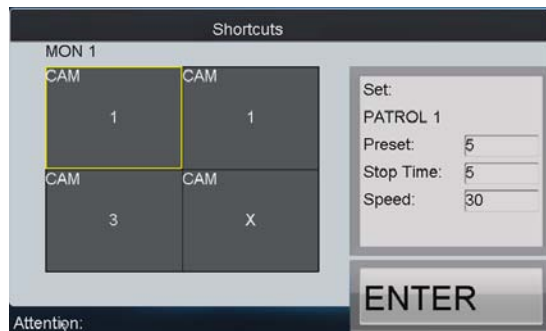 Shortcuts
MON 1
CAM
1
CAM
1
CAM
3
CAM
X
Set:
PATROL 1
Preset: 5
Stop Time: 5
Speed: 30
ENTER
Attention: